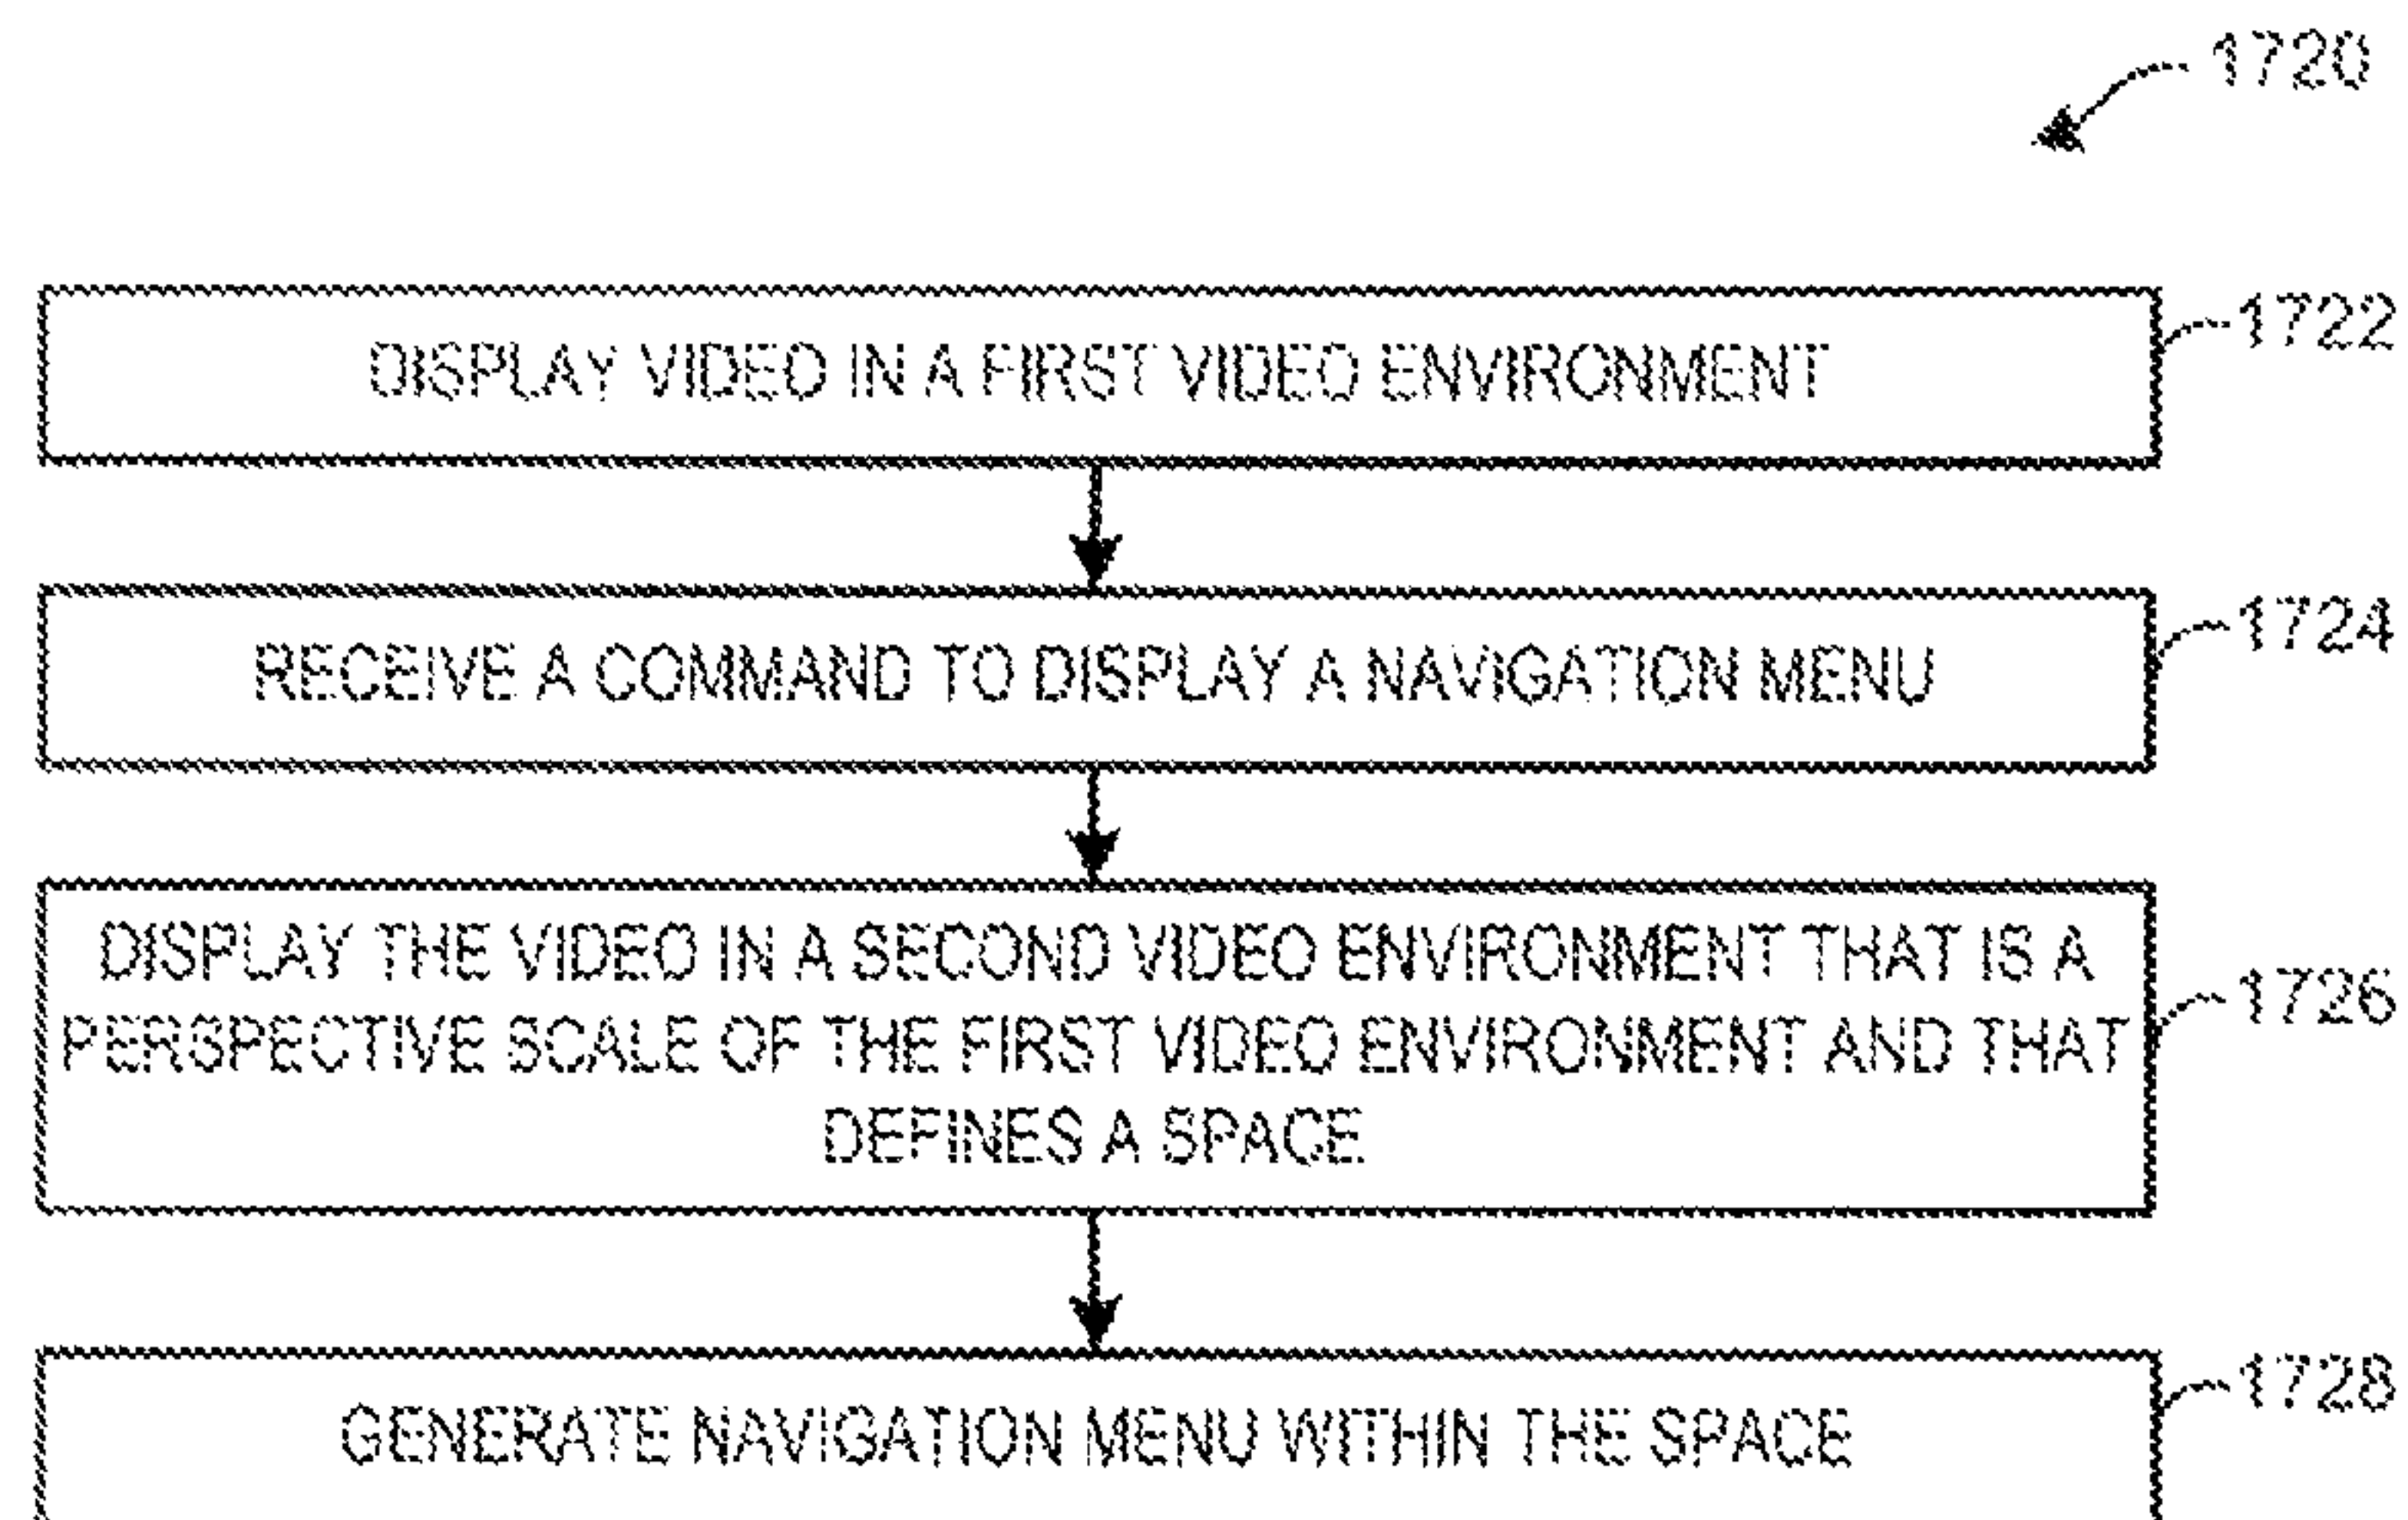 1720
DISPLAY VIDEO IN A FIRST VIDEO ENVIRONMENT
1722
RECEIVE A COMMAND TO DISPLAY A NAVIGATION MENU
1724
DISPLAY THE VIDEO IN A SECOND VIDEO ENVIRONMENT THAT IS A
PERSPECTIVE SCALE OF THE FIRST VIDEO ENVIRONMENT AND THAT
DEFINES A SPACE
1726
GENERATE NAVIGATION MENU WITHIN THE SPACE
1728